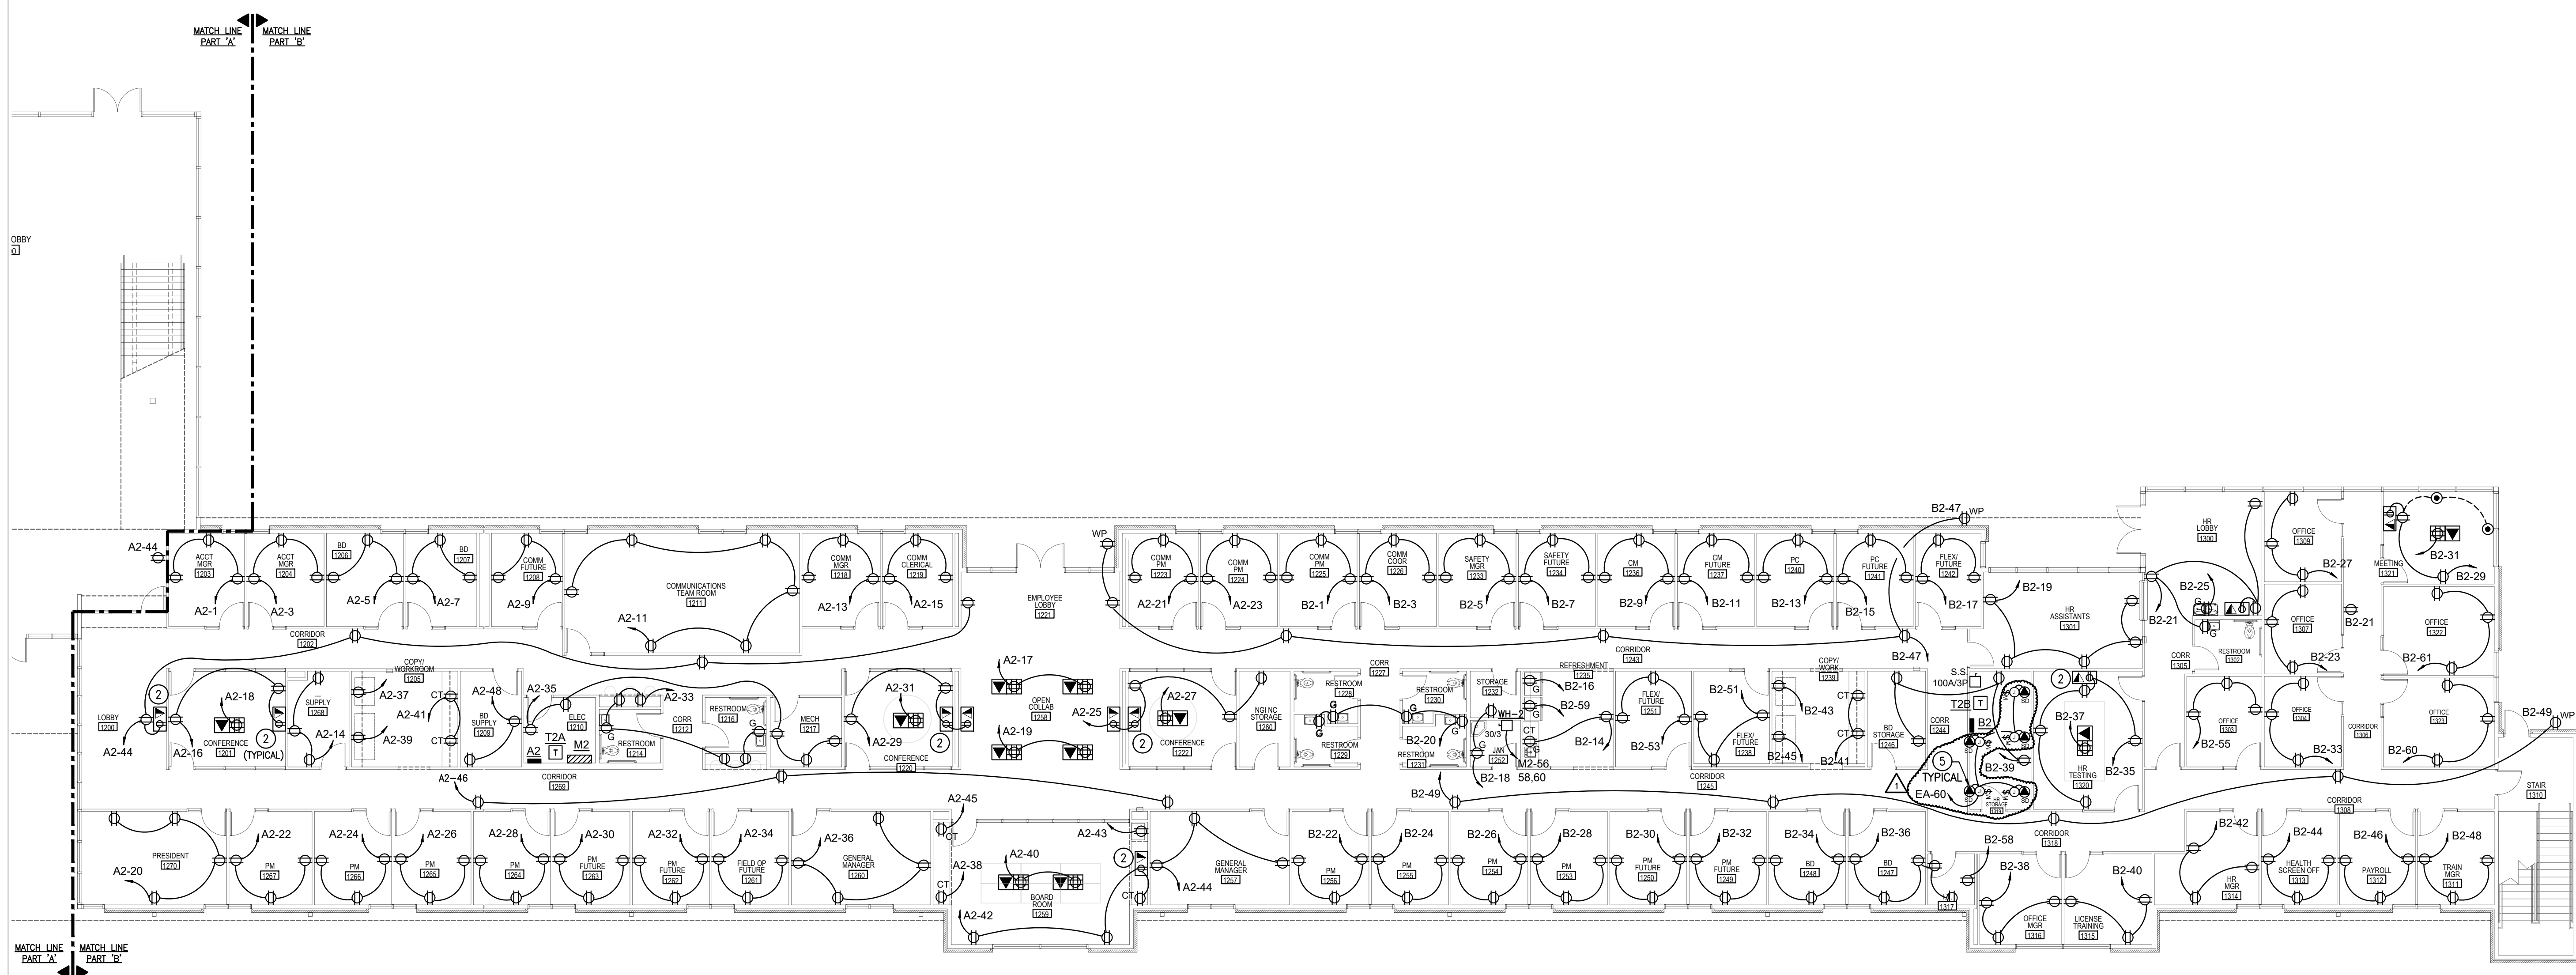 MATCH LINE
PART 'A'
MATCH LINE
PART 'B'
OBBY
A2-44
ACCT
MGR
1203
A2-1
ACCT
MGR
1204
A2-3
BD
1206
A2-5
BD
1207
A2-7
COMM
FUTURE
1208
A2-9
COMMUNICATIONS
TEAM ROOM
1211
A2-11
COMM
MGR
1218
A2-13
COMM
CLERICAL
1219
A2-15
EMPLOYEE
LOBBY
1221
WP
COMM
PM
1223
A2-21
COMM
PM
1224
A2-23
COMM
PM
1225
B2-1
COMM
COOR
1226
B2-3
SAFETY
MGR
1233
B2-5
SAFETY
FUTURE
1234
B2-7
CM
1236
B2-9
CM
FUTURE
1237
B2-11
PC
1240
B2-13
PC
FUTURE
1241
B2-15
FLEX/
FUTURE
1242
B2-17
B2-47
WP
HR
LOBBY
1300
OFFICE
1309
B2-27
MEETING
1321
B2-31
B2-29
B2-19
HR
ASSISTANTS
1301
B2-21
B2-25
G
G
RESTROOM
1302
CORR
1305
OFFICE
1307
B2-23
B2-21
OFFICE
1322
B2-61
CORRIDOR
1202
CORRIDOR
1243
B2-47
LOBBY
1200
A2-44
2
A2-18
CONFERENCE
1201
A2-16
2
(TYPICAL)
SUPPLY
1268
A2-14
COPY/
WORKROOM
1205
A2-37
A2-39
CT
A2-41
CT
A2-48
BD
SUPPLY
1209
A2-35
ELEC
1210
T2A
T
A2
M2
G
A2-33
RESTROOM
1214
CORR
1212
RESTROOM
1216
G
MECH
1217
A2-31
A2-29
CONFERENCE
1220
2
A2-17
OPEN
COLLAB
1258
A2-19
A2-25
2
A2-27
CONFERENCE
1222
NGI NC
STORAGE
1260
RESTROOM
1228
G
G
RESTROOM
1229
CORR
1227
RESTROOM
1230
G
G
B2-20
RESTROOM
1231
STORAGE
1232
WH-2
30/3
G
JAN
1252
B2-18
M2-56,
58,60
REFRESHMENT
1235
B2-16
G
B2-59
CT
G
B2-14
FLEX/
FUTURE
1251
B2-53
B2-51
FLEX/
FUTURE
1238
COPY/
WORK
1239
B2-43
B2-45
CT
CT
B2-41
BD
STORAGE
1246
CORR
1244
S.S.
100A/3P
T2B
T
B2
SD
SD
B2-39
5
TYPICAL
EA-60
SD
SD
STORAGE
1
2
B2-37
HR
TESTING
1320
B2-35
OFFICE
1303
B2-55
OFFICE
1304
B2-33
CORRIDOR
1306
OFFICE
1323
B2-60
B2-49
WP
STAIR
1310
A2-46
CORRIDOR
1269
B2-49
CORRIDOR
1245
CORRIDOR
1308
CORRIDOR
1318
PRESIDENT
1270
A2-20
A2-22
PM
1267
A2-24
PM
1266
A2-26
PM
1265
A2-28
PM
1264
A2-30
PM
FUTURE
1263
A2-32
PM
FUTURE
1262
A2-34
FIELD OP
FUTURE
1261
A2-36
GENERAL
MANAGER
1260
A2-45
CT
A2-38
CT
A2-40
BOARD
ROOM
1259
A2-42
A2-43
2
CT
A2-44
GENERAL
MANAGER
1257
B2-22
PM
1256
B2-24
PM
1255
B2-26
PM
1254
B2-28
PM
1253
B2-30
PM
FUTURE
1250
B2-32
PM
FUTURE
1249
B2-34
BD
1248
B2-36
BD
1247
1317
B2-58
B2-38
OFFICE
MGR
1316
B2-40
LICENSE
TRAINING
1315
B2-42
HR
MGR
1314
B2-44
HEALTH
SCREEN OFF
1313
B2-46
PAYROLL
1312
B2-48
TRAIN
MGR
1311
MATCH LINE
PART 'A'
MATCH LINE
PART 'B'